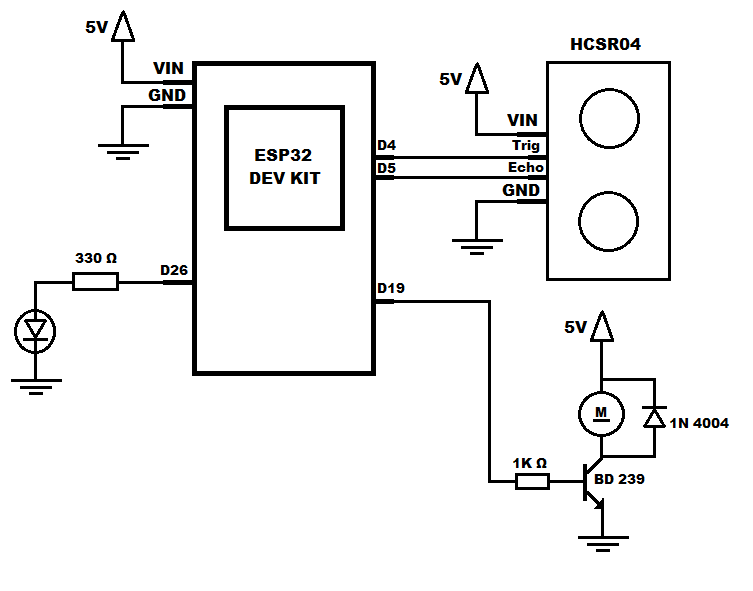 5V
VIN
GND
ESP32
DEV KIT
D4
D5
D26
D19
330 Ω
HCSR04
5V
VIN
Trig
Echo
GND
5V
M
1N 4004
1K Ω
BD 239